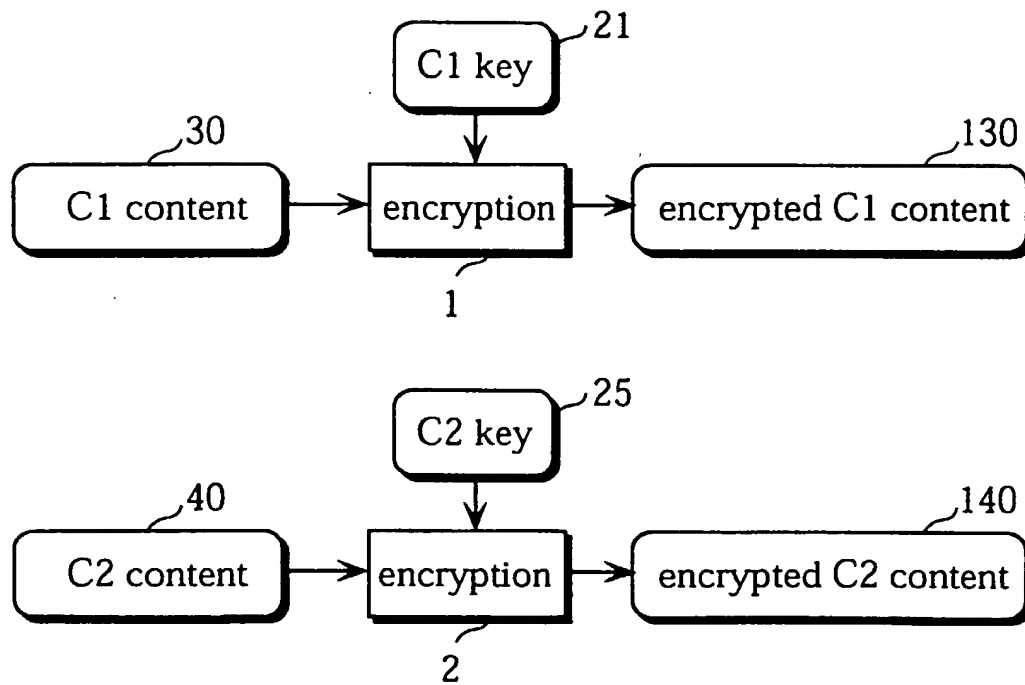 21
C1 key
30
130
C1 content
encryption
encrypted C1 content
1
25
C2 key
40
140
C2 content
encryption
encrypted C2 content
2